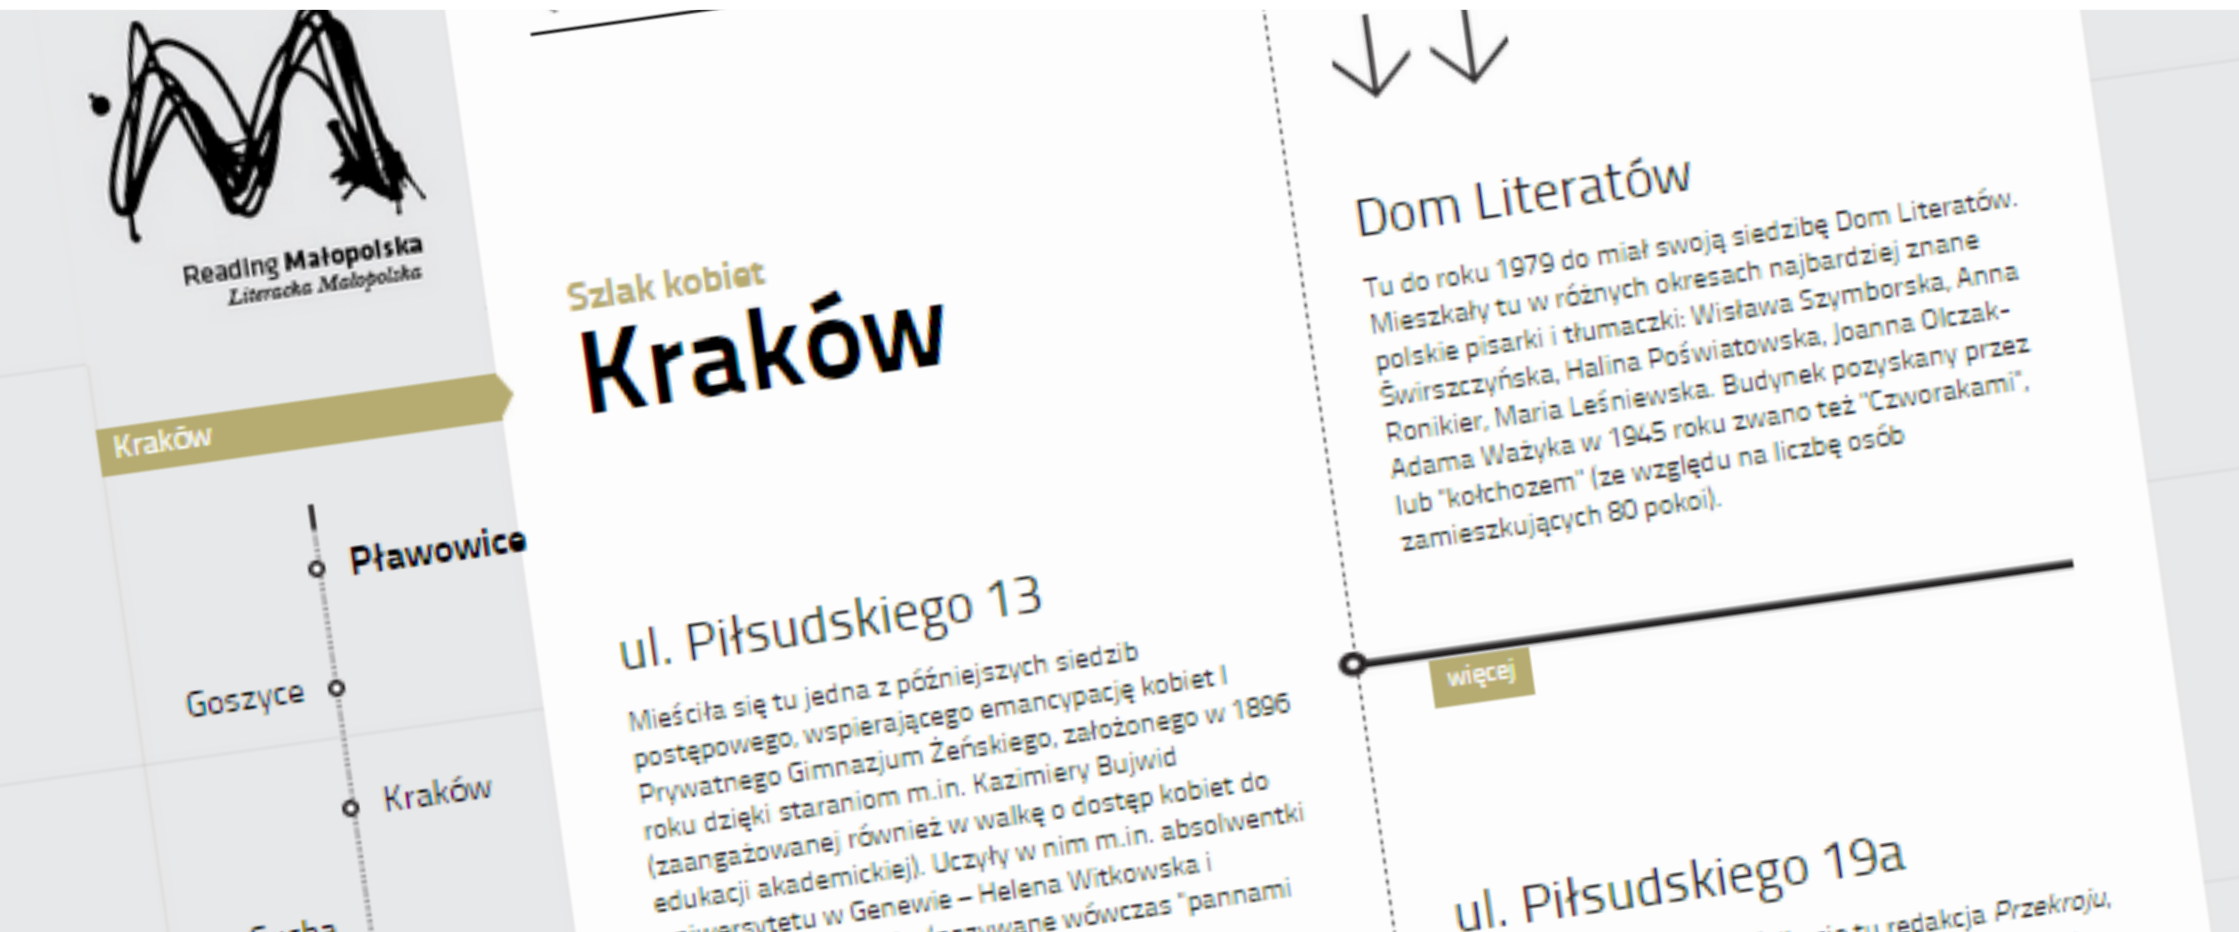 Reading Małopolska
Literacka Małopolska
Kraków
Pławowice
Goszyce
Kraków
Szlak kobiet
Kraków
ul. Piłsudskiego 13
Mieściła się tu jedna z późniejszych siedzib
postępowego, wspierającego emancypację kobiet I
Prywatnego Gimnazjum Żeńskiego, założonego w 1896
roku dzięki staraniom m.in. Kazimiery Bujwid
(zaangażowanej również w walkę o dostęp kobiet do
edukacji akademickiej). Uczyły w nim m.in. absolwentki
w Genewie – Helena Witkowska i
wówczas "pannami
Dom Literatów
Tu do roku 1979 do miał swoją siedzibę Dom Literatów.
Mieszkały tu w różnych okresach najbardziej znane
polskie pisarki i tłumaczki: Wisława Szymborska, Anna
Świrszczyńska, Halina Poświatowska, Joanna Olczak-
Ronikier, Maria Leśniewska. Budynek pozyskany przez
Adama Ważyka w 1945 roku zwano też "Czworakami",
lub "kołchozem" (ze względu na liczbę osób
zamieszkujących 80 pokoi).
więcej
ul. Piłsudskiego 19a
tu redakcja Przekroju,